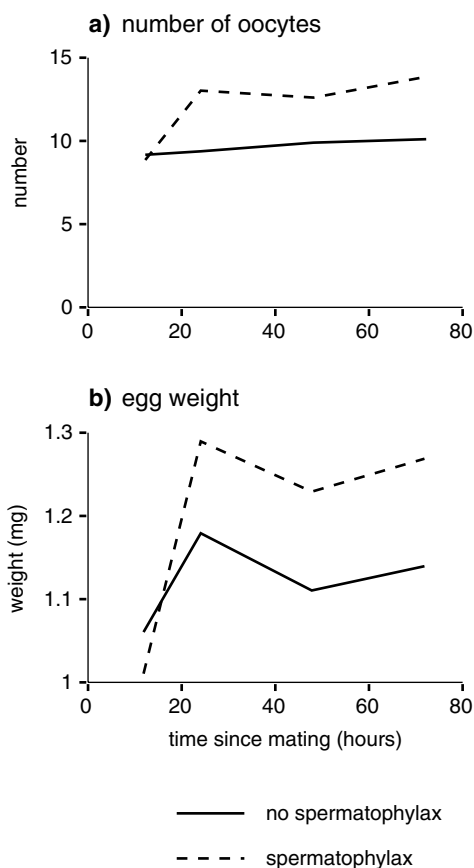 a) number of oocytes
15
10
5
0
number
0 20 40 60 80
b) egg weight
1.3
1.2
1.1
1
weight (mg)
0 20 40 60 80
time since mating (hours)
no spermatophylax
spermatophylax